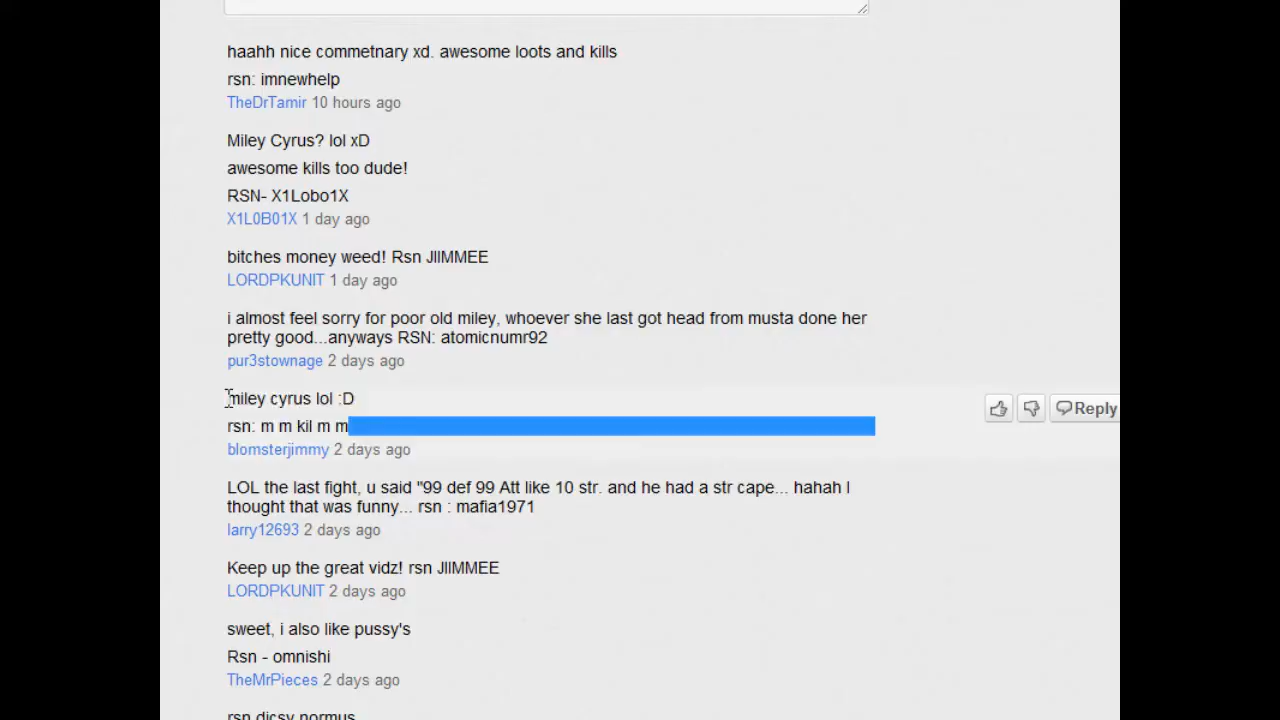 haahh nice commetnary xd. awesome loots and kills
rsn: imnewhelp
TheDrTamir 10 hours ago
Miley Cyrus? lol xD
awesome kills too dude!
RSN- X1Lobo1X
X1L0B01X 1 day ago
bitches money weed! Rsn JIIMMEE
LORDPKUNIT 1 day ago
i almost feel sorry for poor old miley, whoever she last got head from musta done her
pretty good...anyways RSN: atomicnumr92
pur3stownage 2 days ago
miley cyrus lol :D
Reply
rsn: m m kil m m
blomsterjimmy 2 days ago
LOL the last fight, u said "99 def 99 Att like 10 str. and he had a str cape... hahah I
thought that was funny... rsn : mafia1971
larry12693 2 days ago
Keep up the great vidz! rsn JIIMMEE
LORDPKUNIT 2 days ago
sweet, i also like pussy's
Rsn - omnishi
TheMrPieces 2 days ago
rsn dicsy normus